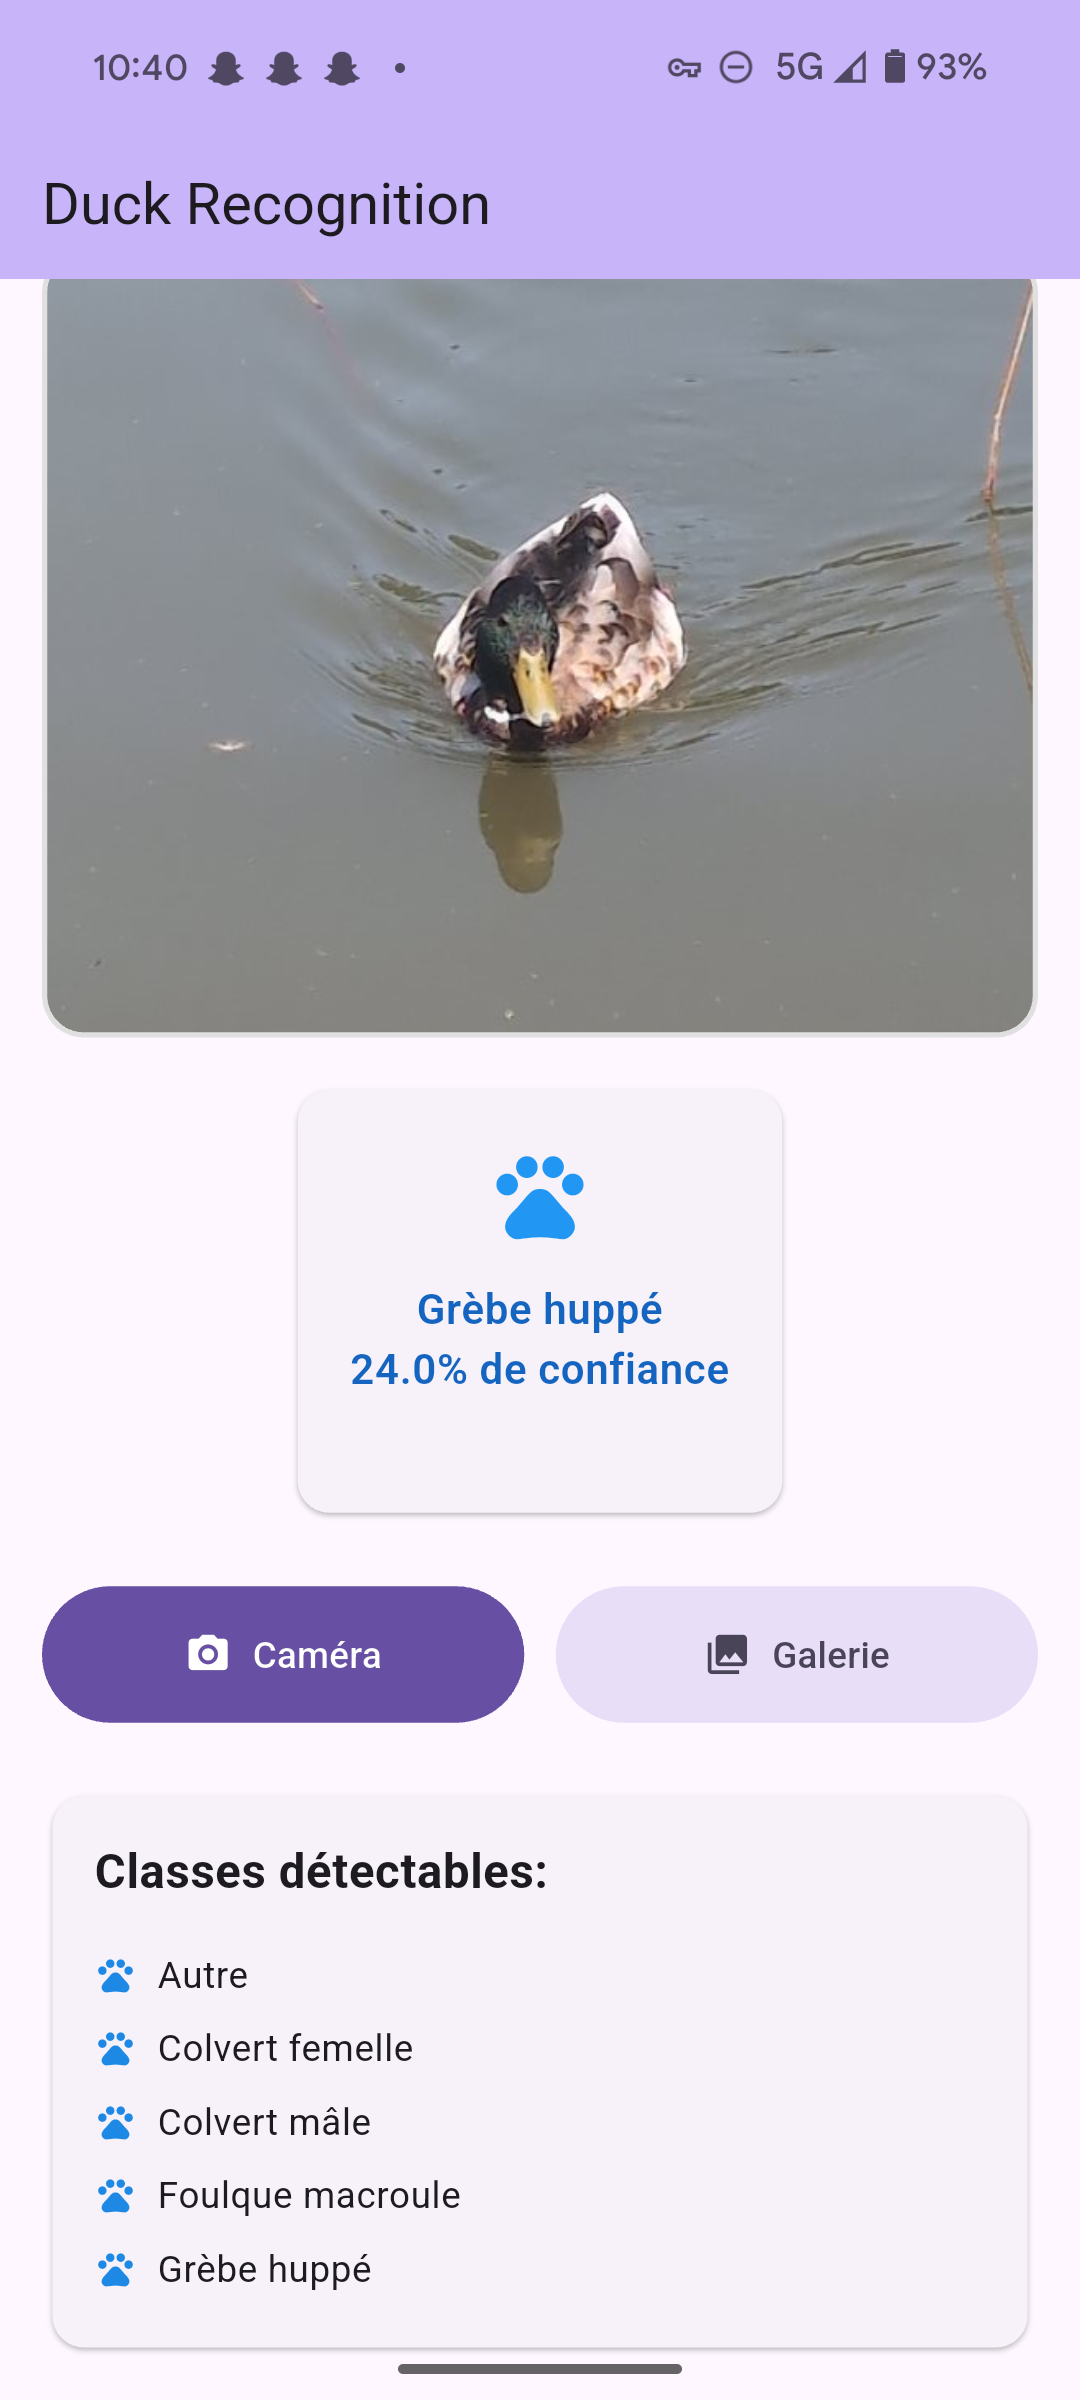 10:40 5G 93%
Duck Recognition
Grèbe huppé
24.0% de confiance
Caméra
Galerie
Classes détectables:
Autre
Colvert femelle
Colvert mâle
Foulque macroule
Grèbe huppé